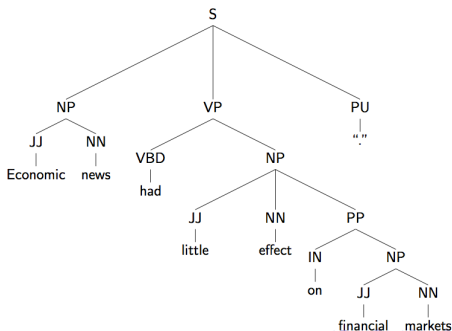 S
NP VP PU
JJ NN VBD NP “.”
Economic news had
JJ NN PP
little effect IN NP
on JJ NN
financial markets